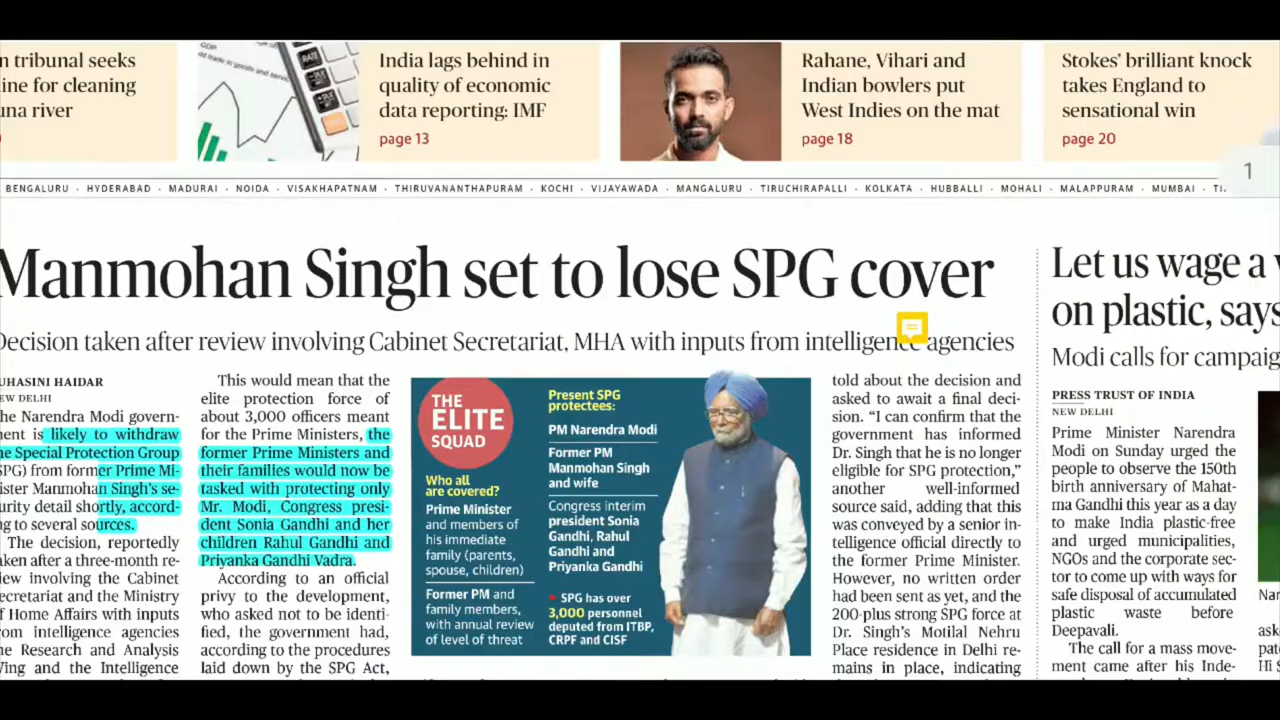 n tribunal seeks
ine for cleaning
una river
India lags behind in
quality of economic
data reporting: IMF
page 13
Rahane, Vihari and
Indian bowlers put
West Indies on the mat
page 18
Stokes' brilliant knock
takes England to
sensational win
page 20
1
BENGALURU · HYDERABAD · MADURAI · NOIDA · VISAKHAPATNAM · THIRUVANANTHAPURAM · KOCHI · VIJAYAWADA · MANGALURU · TIRUCHIRAPALLI · KOLKATA · HUBBALLI · MOHALI · MALAPPURAM · MUMBAI · TI
Manmohan Singh set to lose SPG cover
Decision taken after review involving Cabinet Secretariat, MHA with inputs from intelligence agencies
UHASINI HAIDAR
EW DELHI
he Narendra Modi govern-
ment is likely to withdraw
he Special Protection Group
SPG) from former Prime Mi-
ister Manmohan Singh's se-
urity detail shortly, accord-
ng to several sources.
The decision, reportedly
aken after a three-month re-
iew involving the Cabinet
ecretariat and the Ministry
f Home Affairs with inputs
rom intelligence agencies
he Research and Analysis
Wing and the Intelligence
This would mean that the
elite protection force of
about 3,000 officers meant
for the Prime Ministers, the
former Prime Ministers and
their families would now be
tasked with protecting only
Mr. Modi, Congress presi-
dent Sonia Gandhi and her
children Rahul Gandhi and
Priyanka Gandhi Vadra.
According to an official
privy to the development,
who asked not to be identi-
fied, the government had,
according to the procedures
laid down by the SPG Act,
THE
ELITE
SQUAD
Who all
are covered?
Prime Minister
and members of
his immediate
family (parents,
spouse, children)
Former PM and
family members,
with annual review
of level of threat
Present SPG
protectees:
PM Narendra Modi
Former PM
Manmohan Singh
and wife
Congress interim
president Sonia
Gandhi, Rahul
Gandhi and
Priyanka Gandhi
SPG has over
3,000 personnel
deputed from ITBP,
CRPF and CISF
told about the decision and
asked to await a final deci-
sion. “I can confirm that the
government has informed
Dr. Singh that he is no longer
eligible for SPG protection,”
another well-informed
source said, adding that this
was conveyed by a senior in-
telligence official directly to
the former Prime Minister.
However, no written order
had been sent as yet, and the
200-plus strong SPG force at
Dr. Singh's Motilal Nehru
Place residence in Delhi re-
mains in place, indicating
Let us wage a
on plastic, says
Modi calls for campaig
PRESS TRUST OF INDIA
NEW DELHI
Prime Minister Narendra
Modi on Sunday urged the
people to observe the 150th
birth anniversary of Mahat-
ma Gandhi this year as a day
to make India plastic-free
and urged municipalities,
NGOs and the corporate sec-
tor to come up with ways for
safe disposal of accumulated
plastic waste before
Deepavali.
The call for a mass move-
ment came after his Inde-
Nar
ask
pat
Hi S